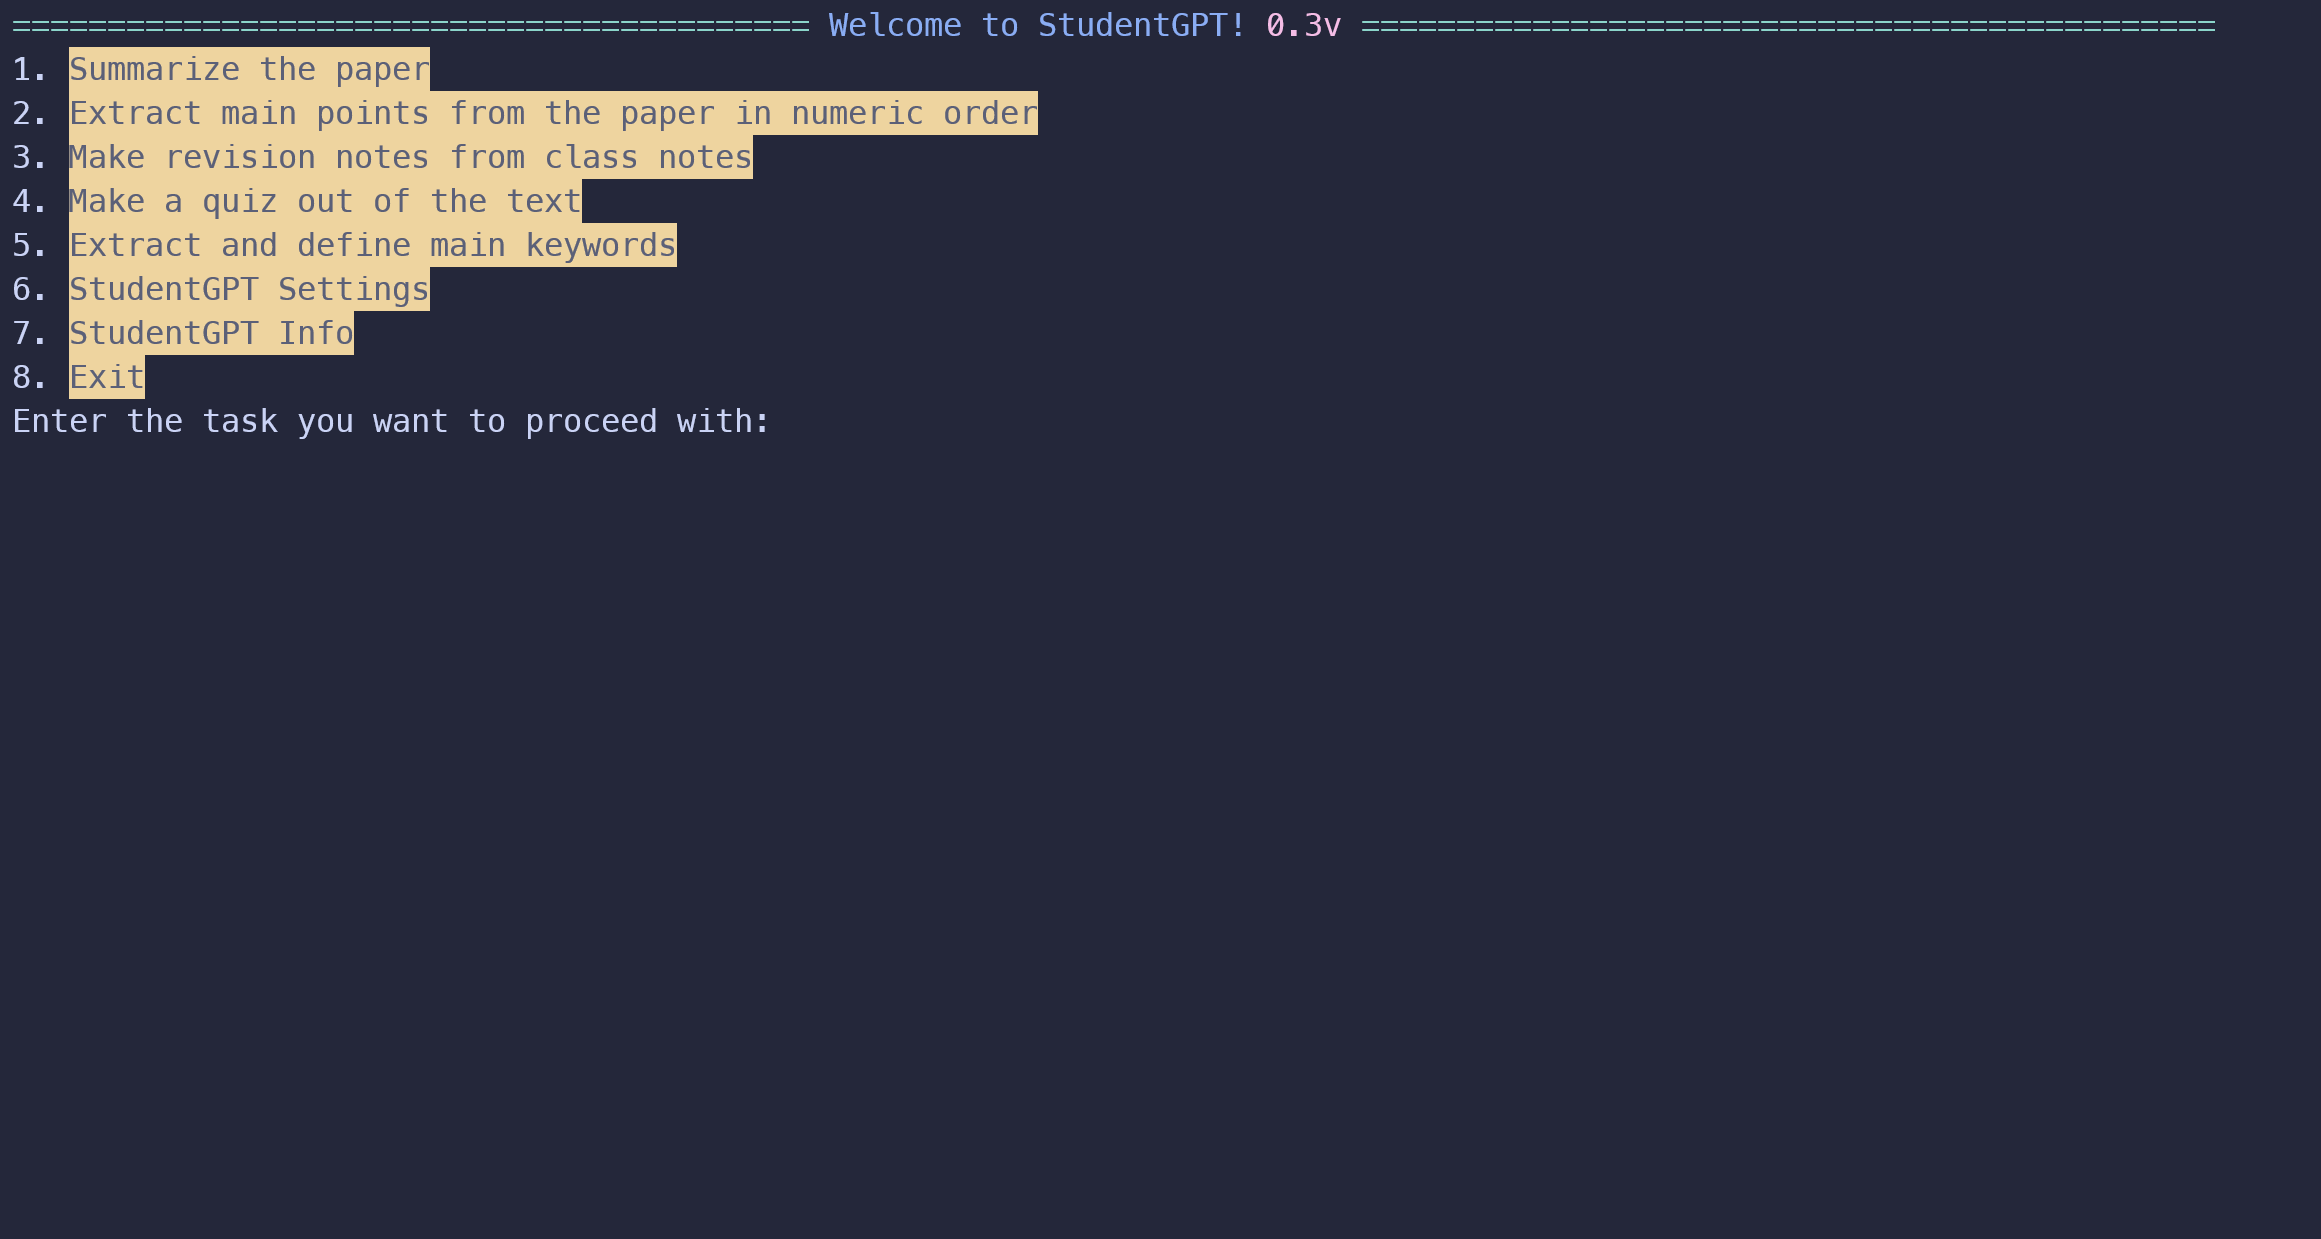 ========================================== Welcome to StudentGPT! 0.3v =============================================
1. Summarize the paper
2. Extract main points from the paper in numeric order
3. Make revision notes from class notes
4. Make a quiz out of the text
5. Extract and define main keywords
6. StudentGPT Settings
7. StudentGPT Info
8. Exit
Enter the task you want to proceed with: